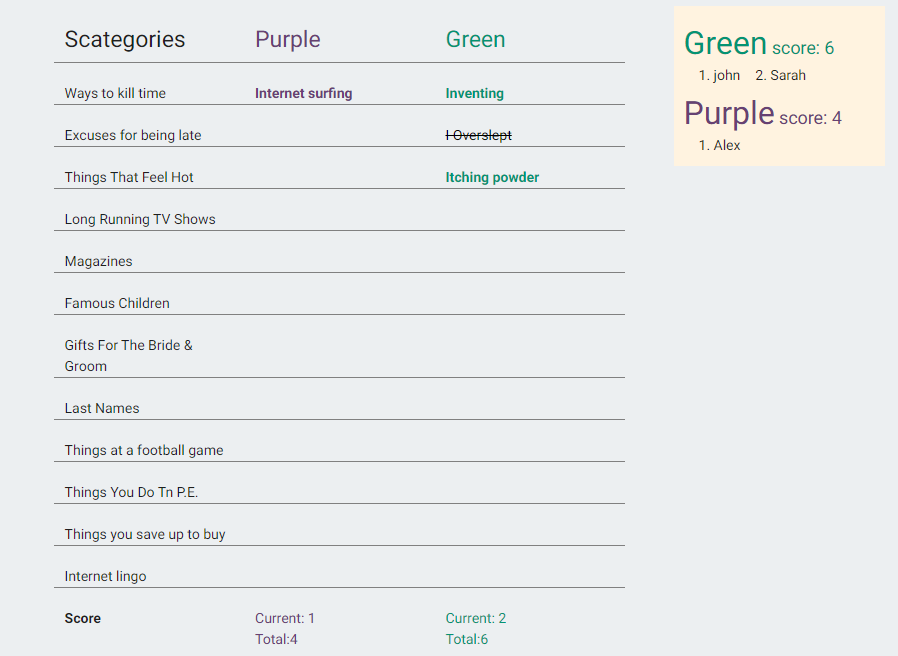 Scategories Purple Green
Ways to kill time Internet surfing Inventing
Excuses for being late I Overslept
Things That Feel Hot Itching powder
Long Running TV Shows
Magazines
Famous Children
Gifts For The Bride &
Groom
Last Names
Things at a football game
Things You Do Tn P.E.
Things you save up to buy
Internet lingo
Score Current: 1 Current: 2
Total:4 Total:6
Green score: 6
1. john 2. Sarah
Purple score: 4
1. Alex